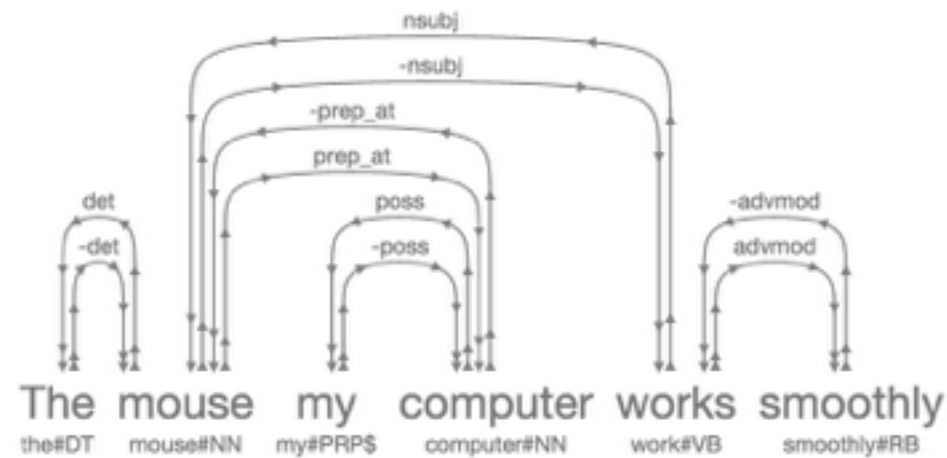 nsubj
-nsubj
-prep_at
prep_at
det poss -advmod
-det -poss advmod
The mouse my computer works smoothly
the#DT mouse#NN my#PRP$ computer#NN work#VB smoothly#RB